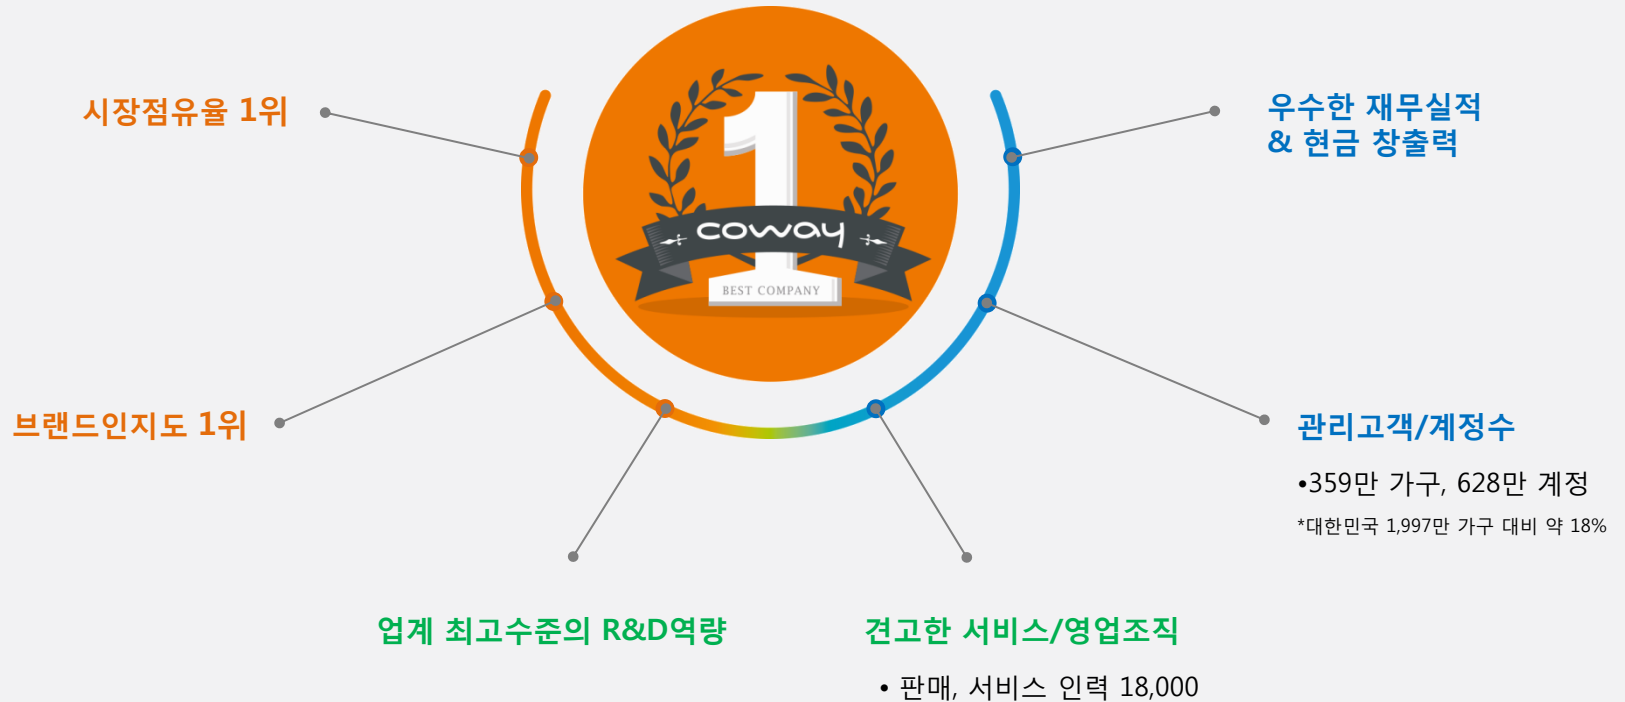 시장점유율 1위
브랜드인지도 1위
업계 최고수준의 R&D역량
1
coway
BEST COMPANY
우수한 재무실적
& 현금 창출력
관리고객/계정수
•359만 가구, 628만 계정
*대한민국 1,997만 가구 대비 약 18%
견고한 서비스/영업조직
• 판매, 서비스 인력 18,000